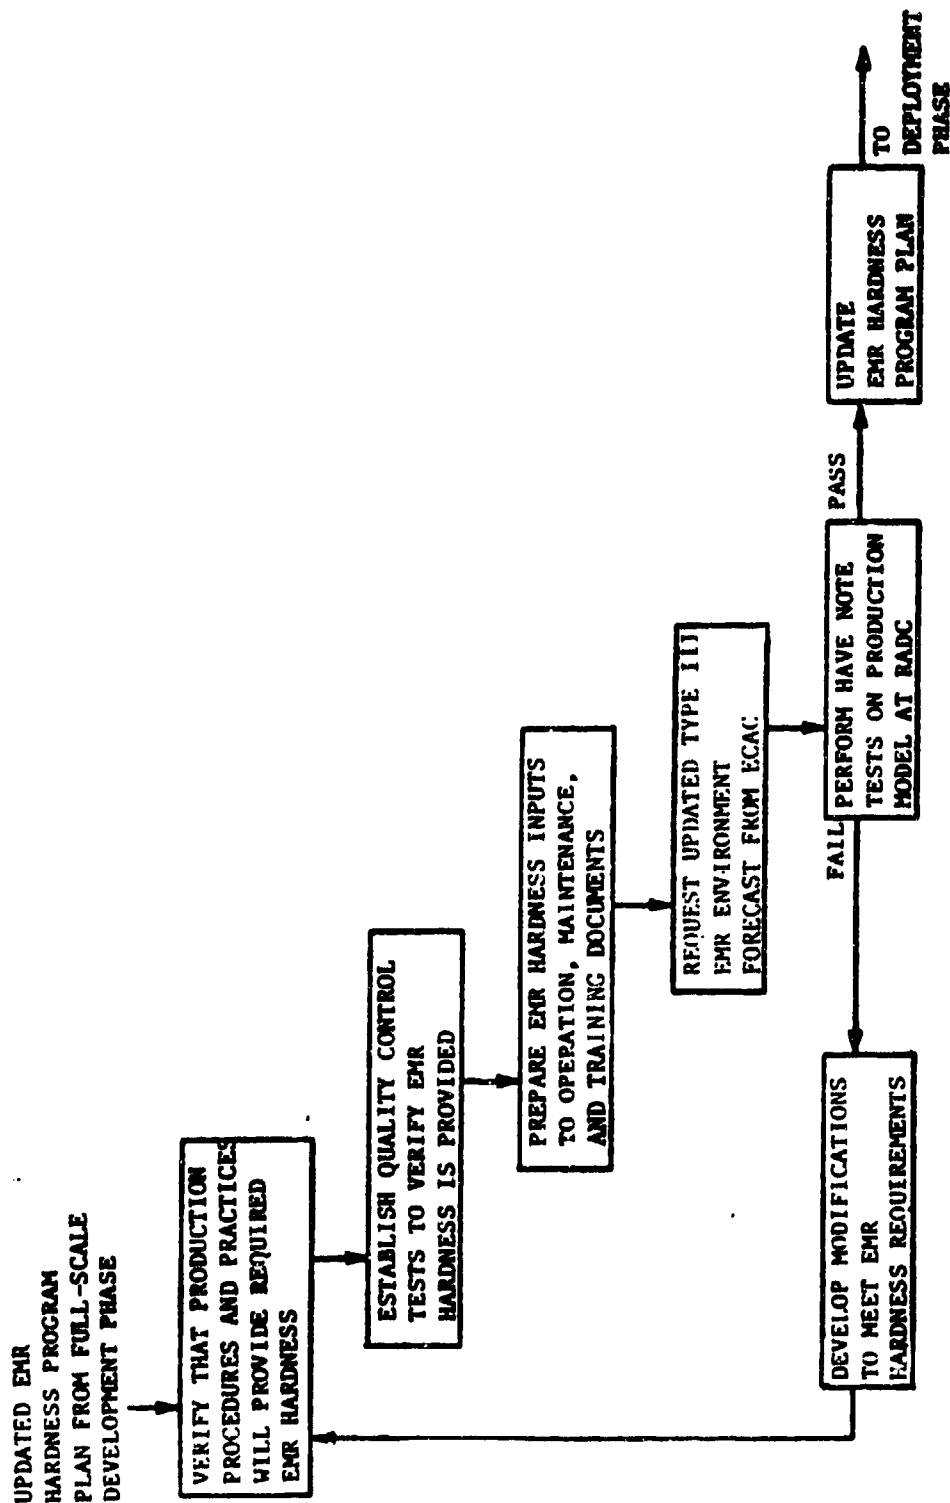 UPDATED EMR
HARDNESS PROGRAM
PLAN FROM FULL-SCALE
DEVELOPMENT PHASE
VERIFY THAT PRODUCTION
PROCEDURES AND PRACTICES
WILL PROVIDE REQUIRED
EMR HARDNESS
ESTABLISH QUALITY CONTROL
TESTS TO VERIFY EMR
HARDNESS IS PROVIDED
PREPARE EMR HARDNESS INPUTS
TO OPERATION, MAINTENANCE,
AND TRAINING DOCUMENTS
REQUEST UPDATED TYPE III
EMR ENVIRONMENT
FORECAST FROM ECAC
FAIL
PERFORM HAVE NOTE
TESTS ON PRODUCTION
MODEL AT RADC
PASS
DEVELOP MODIFICATIONS
TO MEET EMR
HARDNESS REQUIREMENTS
UPDATE
EMR HARDNESS
PROGRAM PLAN
TO
DEPLOYMENT
PHASE